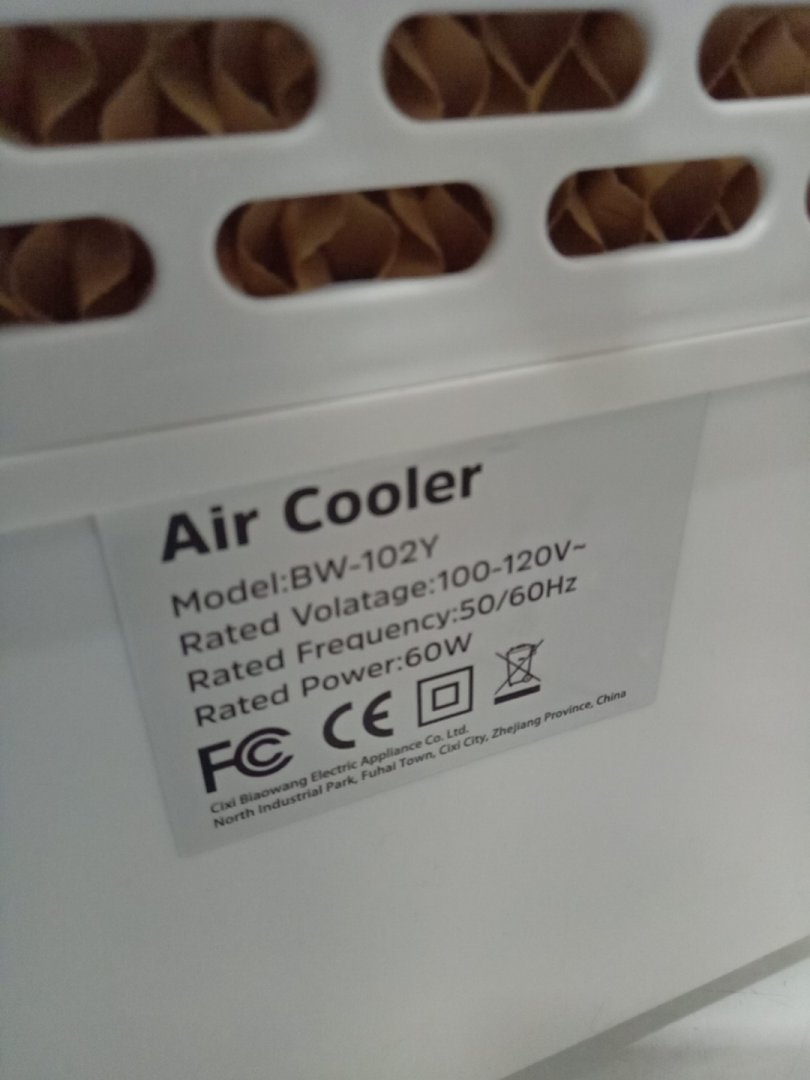 Air Cooler
Model:BW-102Y
Rated Volatage:100-120V~
Rated Frequency:50/60Hz
Rated Power:60W
FC CE
Cixi Biaowang Electric Appliance Co. Ltd.
North Industrial Park, Fuhai Town, Cixi City, Zhejiang Province, China